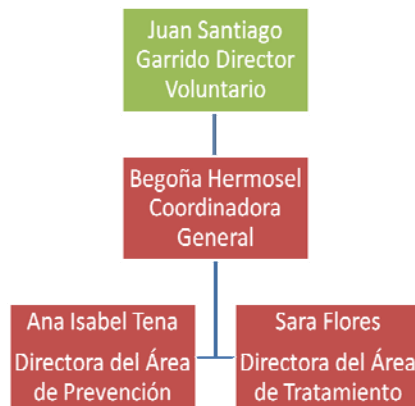 Juan Santiago
Garrido Director
Voluntario
Begoña Hermosel
Coordinadora
General
Ana Isabel Tena
Directora del Área
de Prevención
Sara Flores
Directora del Área
de Tratamiento